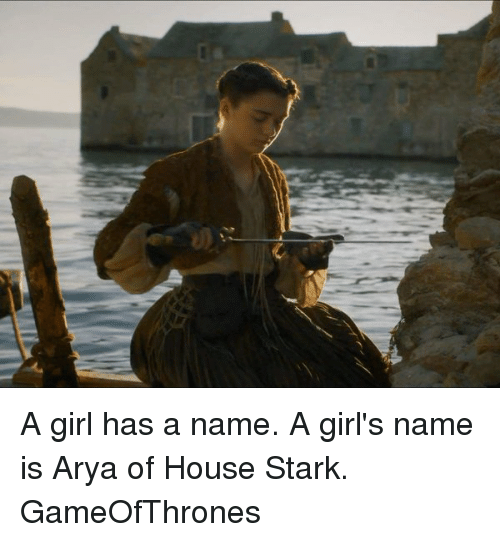 A girl has a name. A girl's name
is Arya of House Stark.
GameOfThrones